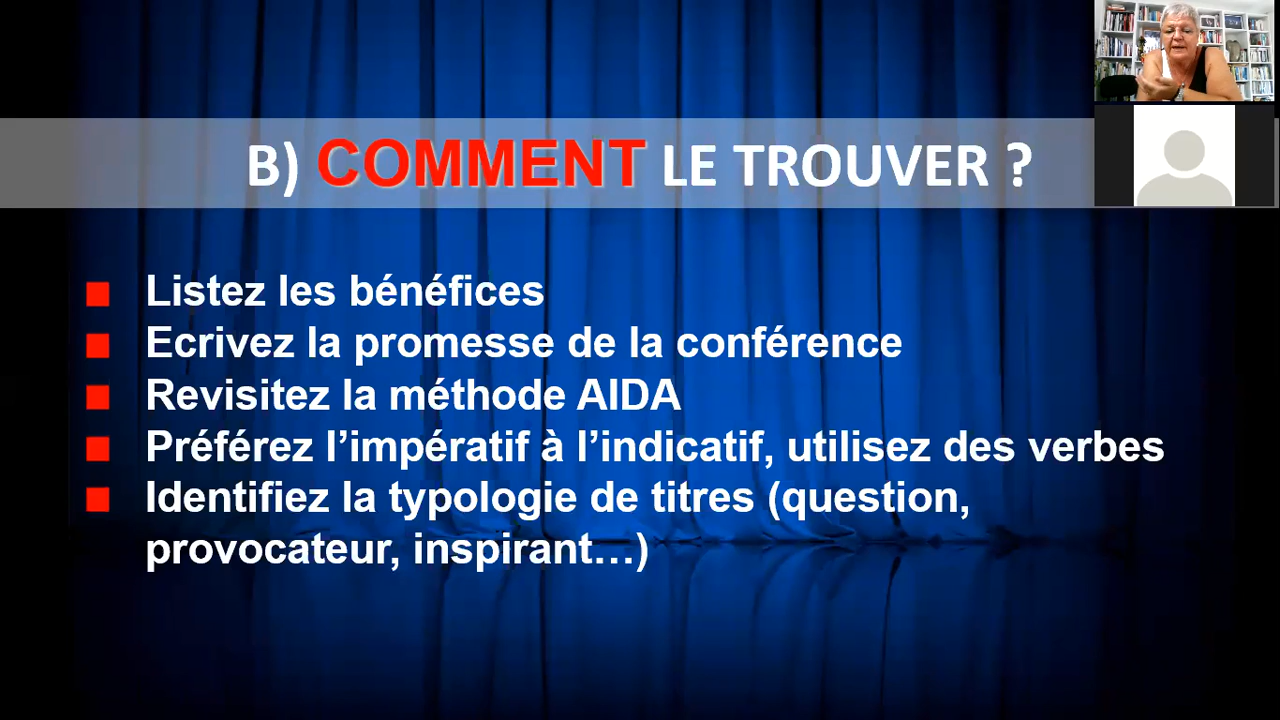 B) COMMENT LE TROUVER ?
Listez les bénéfices
Ecrivez la promesse de la conférence
Revisitez la méthode AIDA
Préférez l’impératif à l’indicatif, utilisez des verbes
Identifiez la typologie de titres (question,
provocateur, inspirant…)